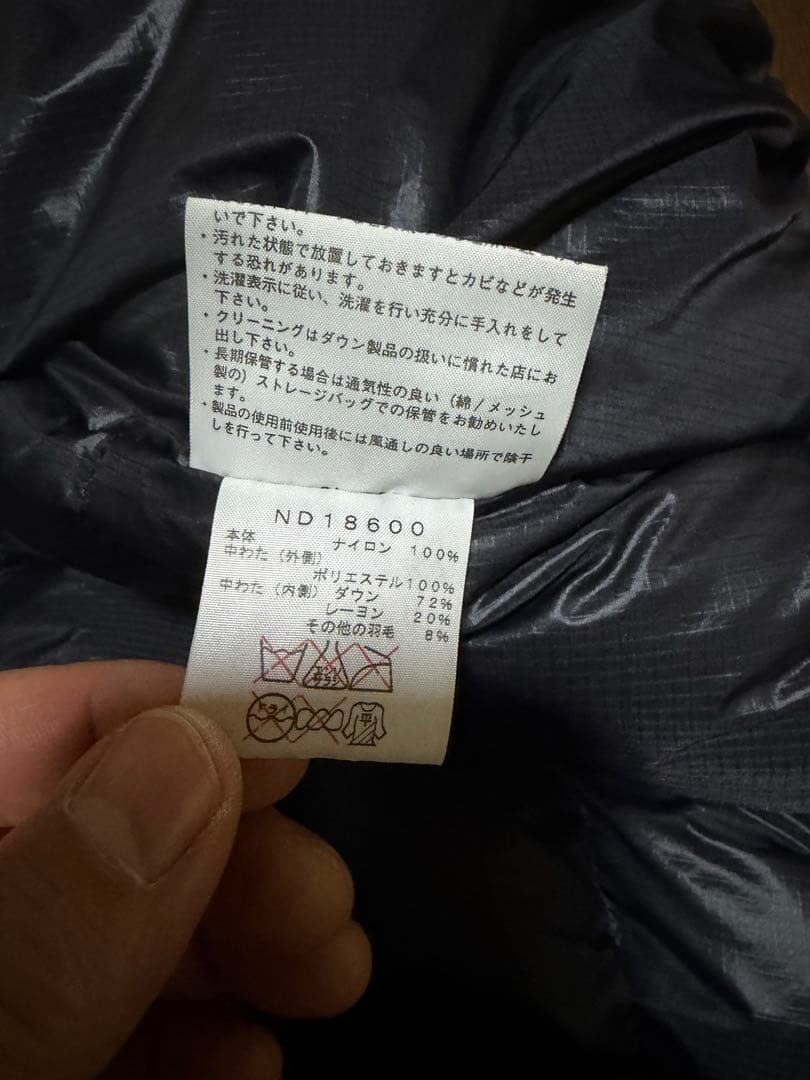 いで下さい。
・汚れた状態で放置しておきますとカビなどが発生
する恐れがあります。
・洗濯表示に従い、洗濯を行い充分に手入れをして
下さい。
・クリーニングはダウン製品の扱いに慣れた店にお
出し下さい。
・長期保管する場合は通気性の良い（綿／メッシュ
製の）ストレージバッグでの保管をお勧めいたし
ます。
・製品の使用前使用後には風通しの良い場所で陰干
しを行って下さい。
ND18600
本体 ナイロン 100%
中わた（外側）
ポリエステル100%
中わた（内側）ダウン 72%
レーヨン 20%
その他の羽毛 8%
エンソ
サラシ
ドライ 平